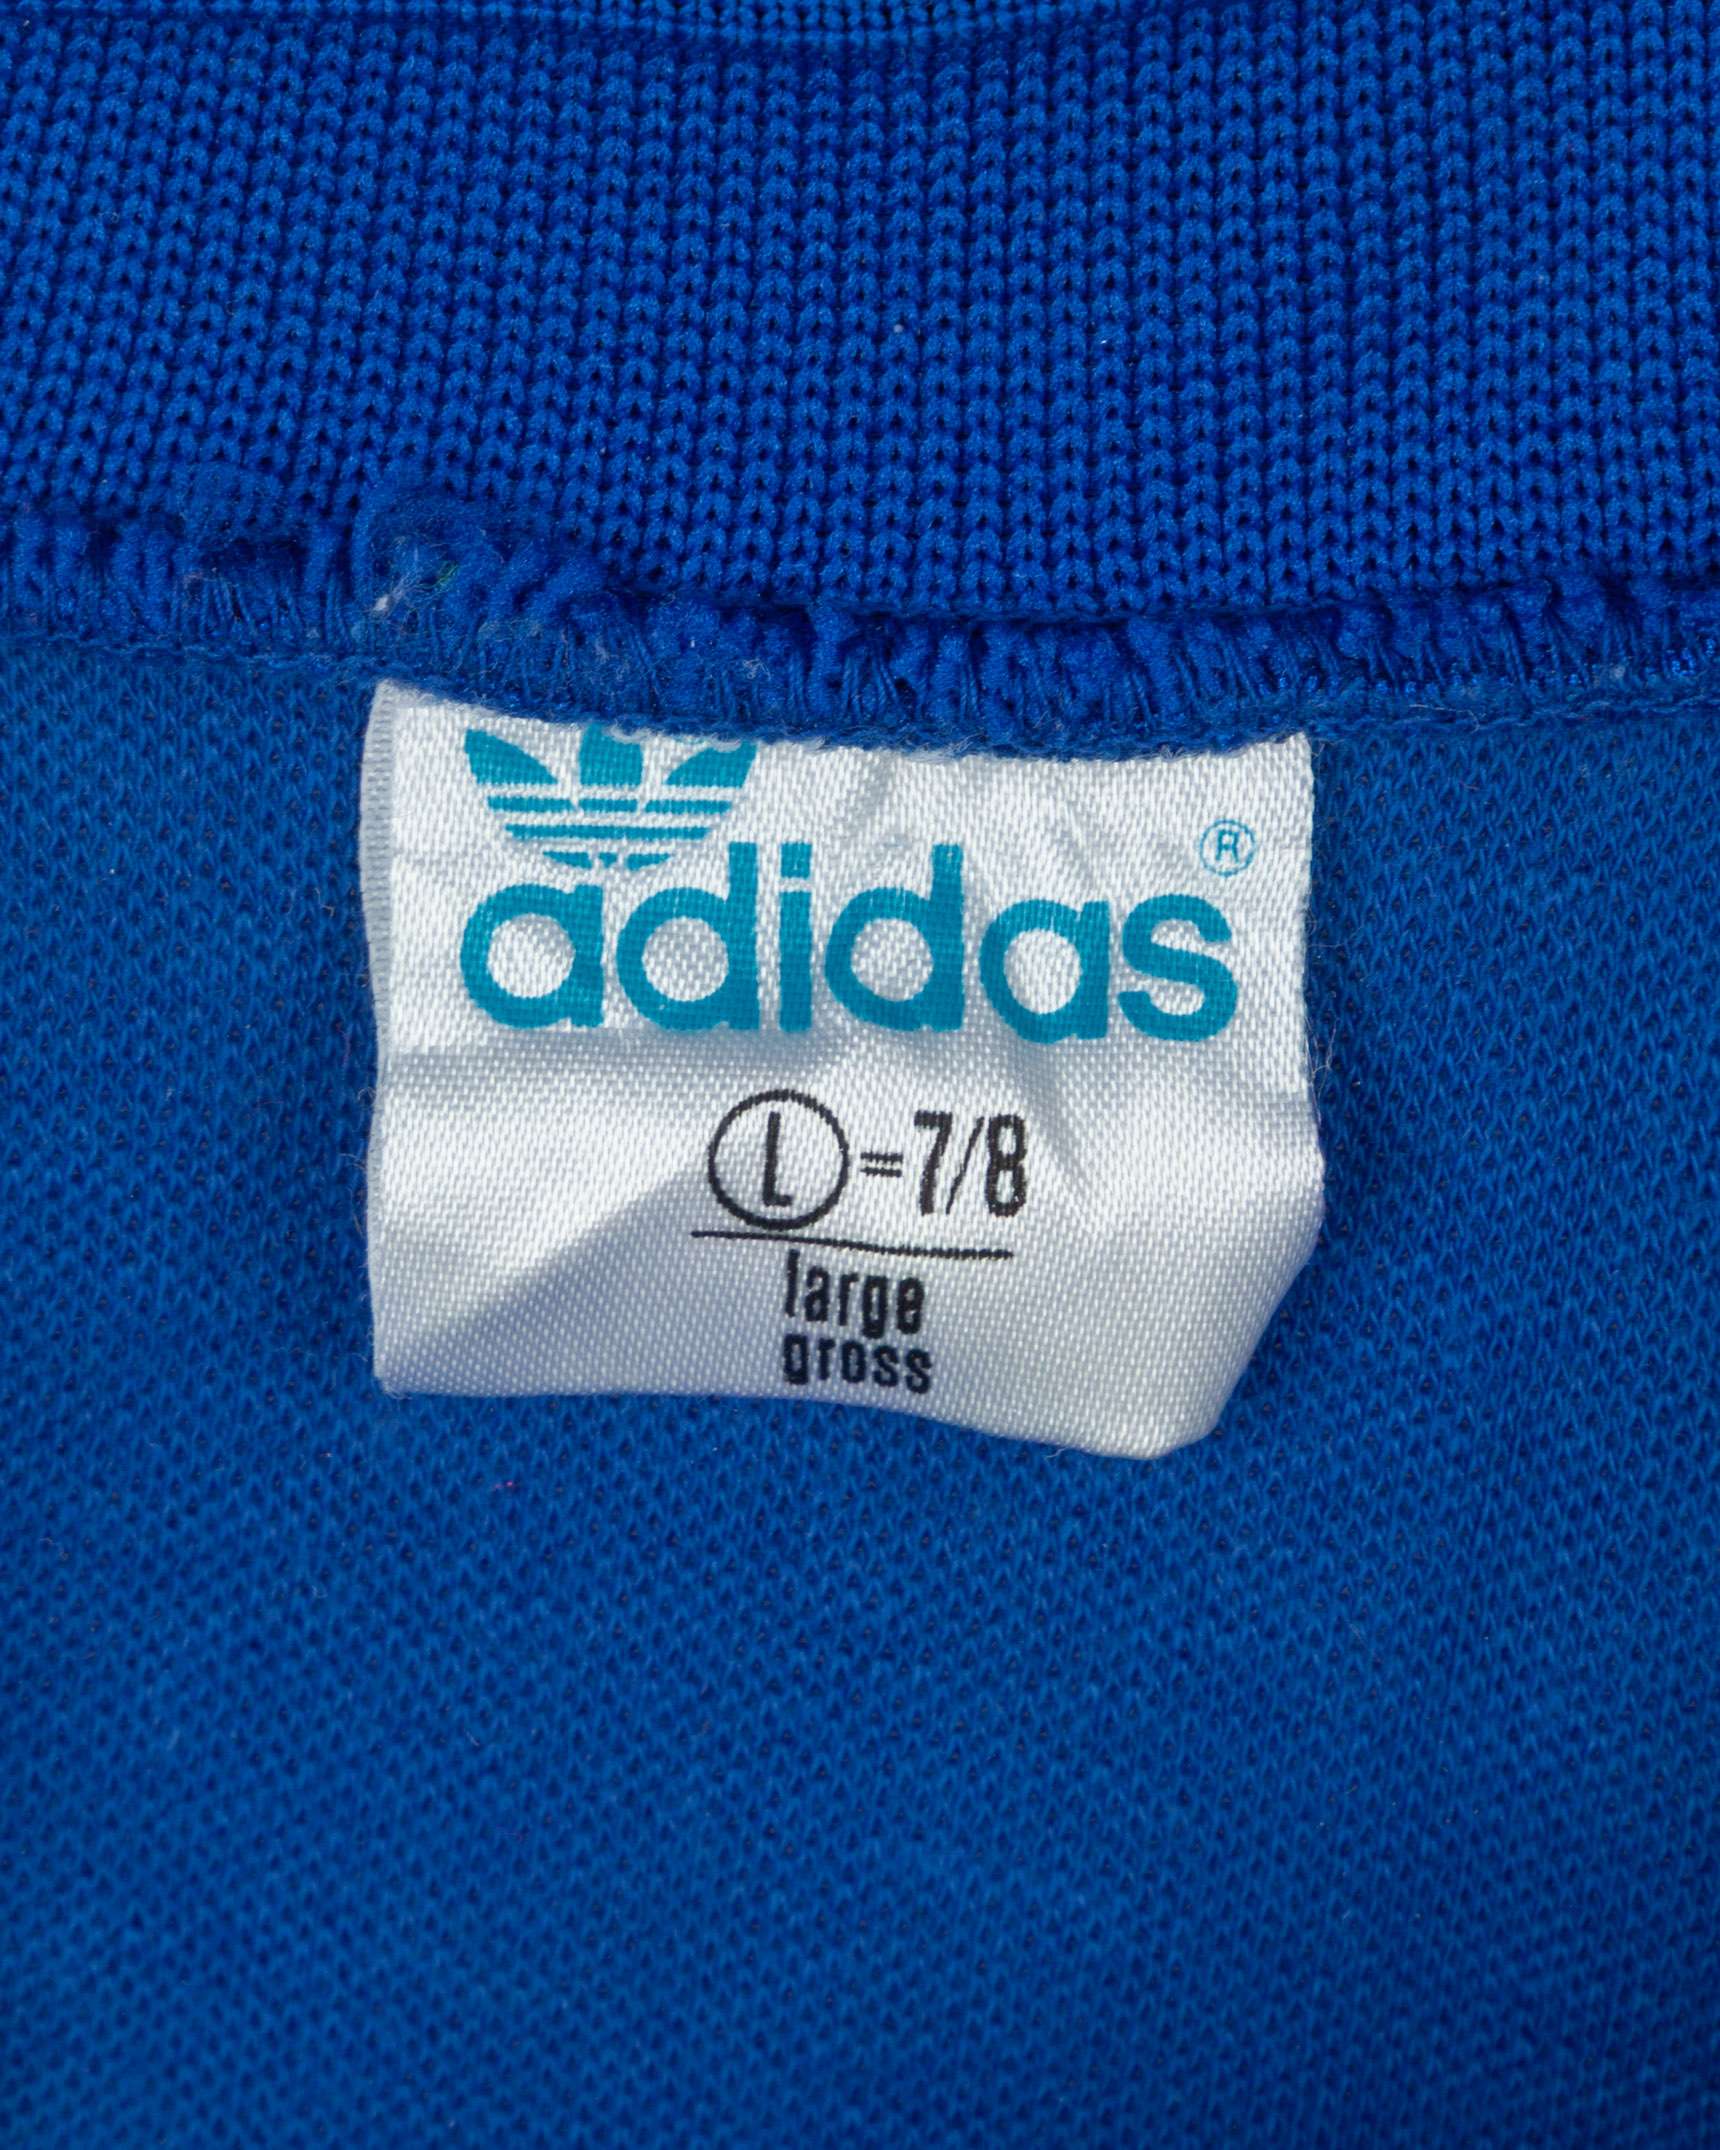 adidas ®
L = 7/8
large
gross